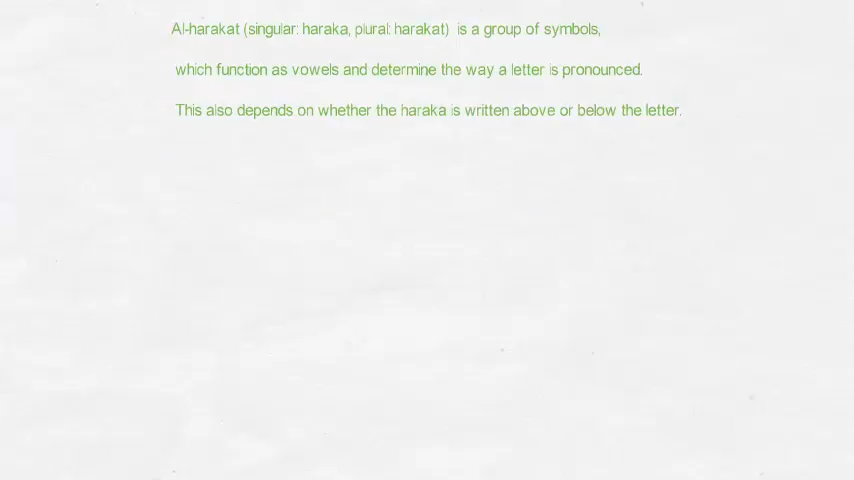 Al-harakat (singular: haraka, plural: harakat) is a group of symbols,
which function as vowels and determine the way a letter is pronounced.
This also depends on whether the haraka is written above or below the letter.